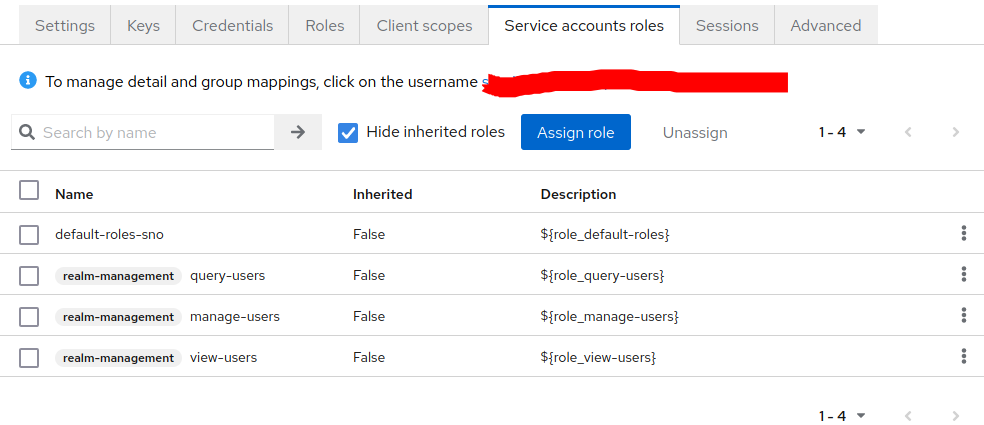 Settings Keys Credentials Roles Client scopes Service accounts roles Sessions Advanced
To manage detail and group mappings, click on the username
Search by name Hide inherited roles Assign role Unassign 1 - 4
Name Inherited Description
default-roles-sno False ${role_default-roles}
realm-management query-users False ${role_query-users}
realm-management manage-users False ${role_manage-users}
realm-management view-users False ${role_view-users}
1 - 4